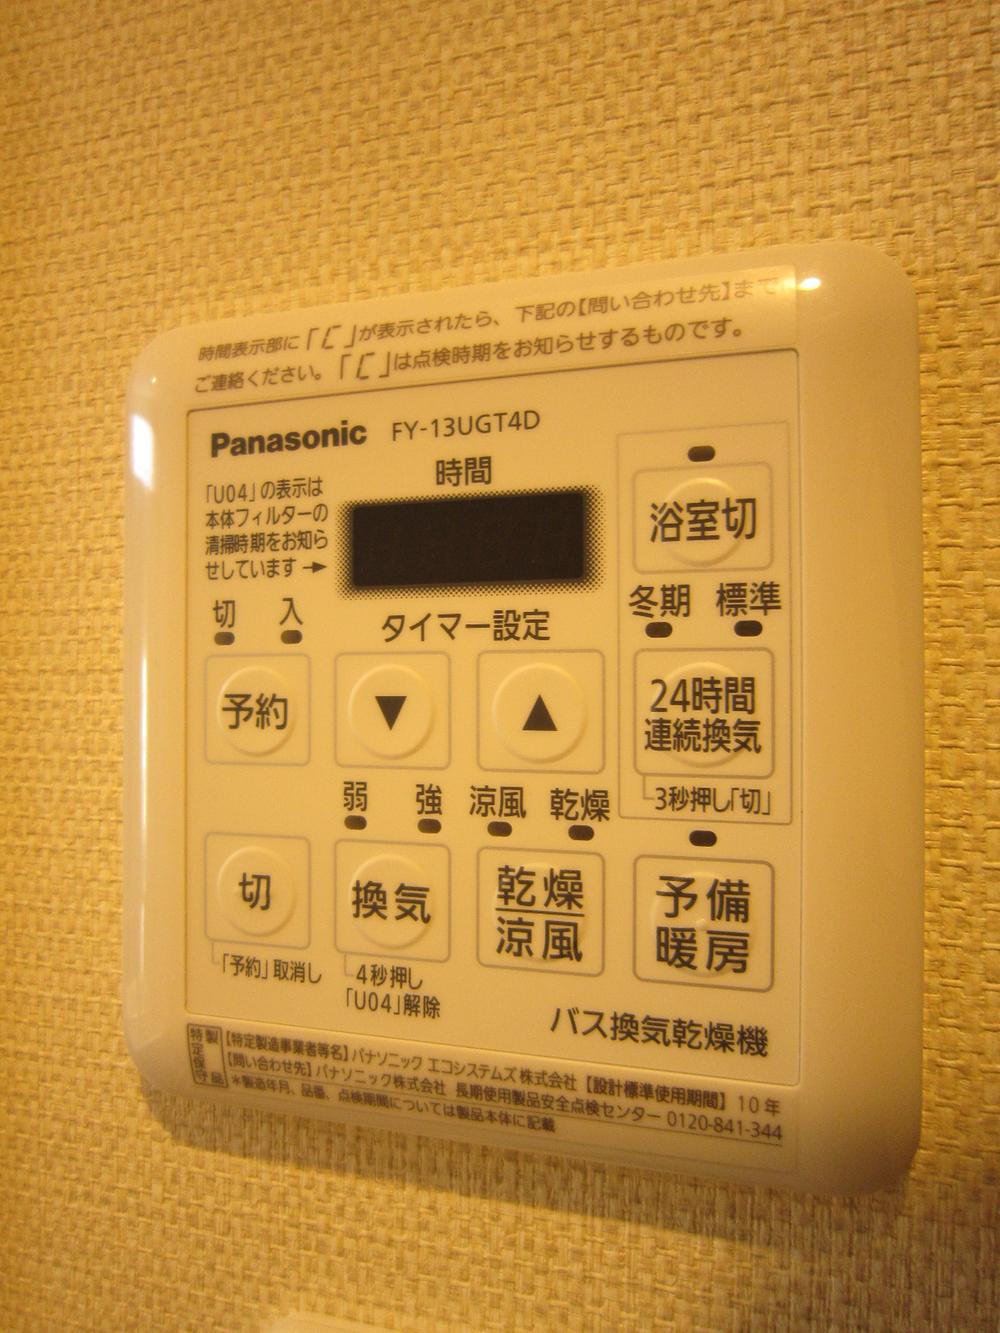 時間表示部に「C」が表示されたら、下記の【問い合わせ先】まで
ご連絡ください。「C」は点検時期をお知らせするものです。
Panasonic FY-13UGT4D
時間
「U04」の表示は
本体フィルターの
清掃時期をお知ら
せしています→
浴室切
切 入
タイマー設定
冬期 標準
予約
▼
▲
24時間
連続換気
3秒押し「切」
弱 強
涼風 乾燥
切
換気
乾燥
涼風
予備
暖房
「予約」取消し
4秒押し
「U04」解除
バス換気乾燥機
特定保守製品
【特定製造事業者等名】パナソニック エコシステムズ株式会社 【設計標準使用期間】 10年
【問い合わせ先】パナソニック株式会社 長期使用製品安全点検センター 0120-841-344
＊製造年月、品番、点検期間については製品本体に記載